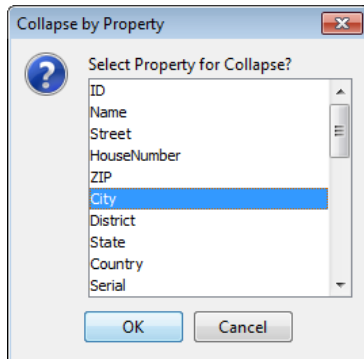 Collapse by Property
Select Property for Collapse?
ID
Name
Street
HouseNumber
ZIP
City
District
State
Country
Serial
OK
Cancel